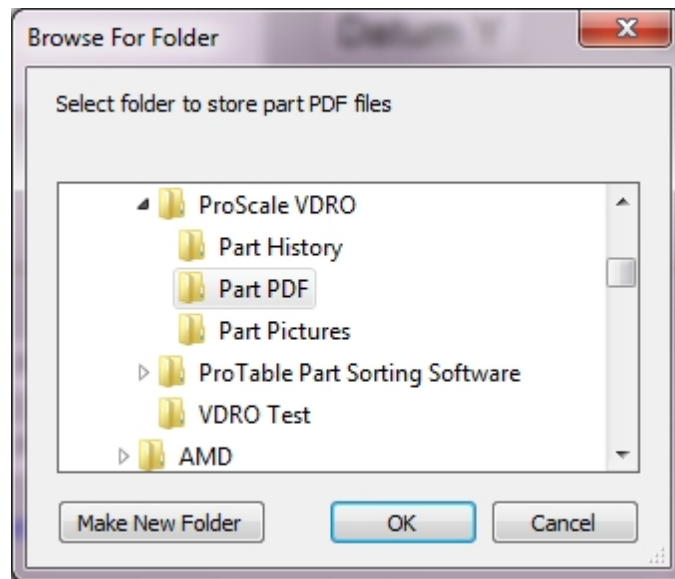 Browse For Folder
Datum Y
Select folder to store part PDF files
ProScale VDRO
Part History
Part PDF
Part Pictures
ProTable Part Sorting Software
VDRO Test
AMD
Make New Folder
OK
Cancel